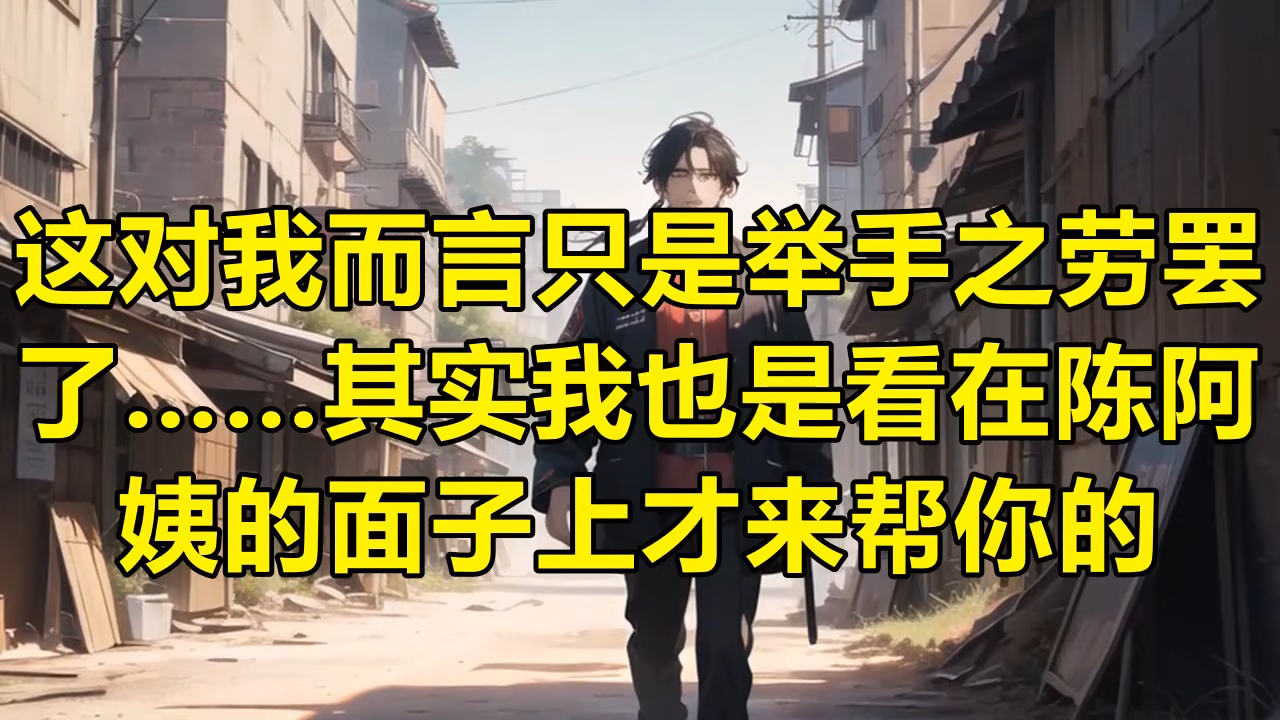 这对我而言只是举手之劳罢
了……其实我也是看在陈阿
姨的面子上才来帮你的